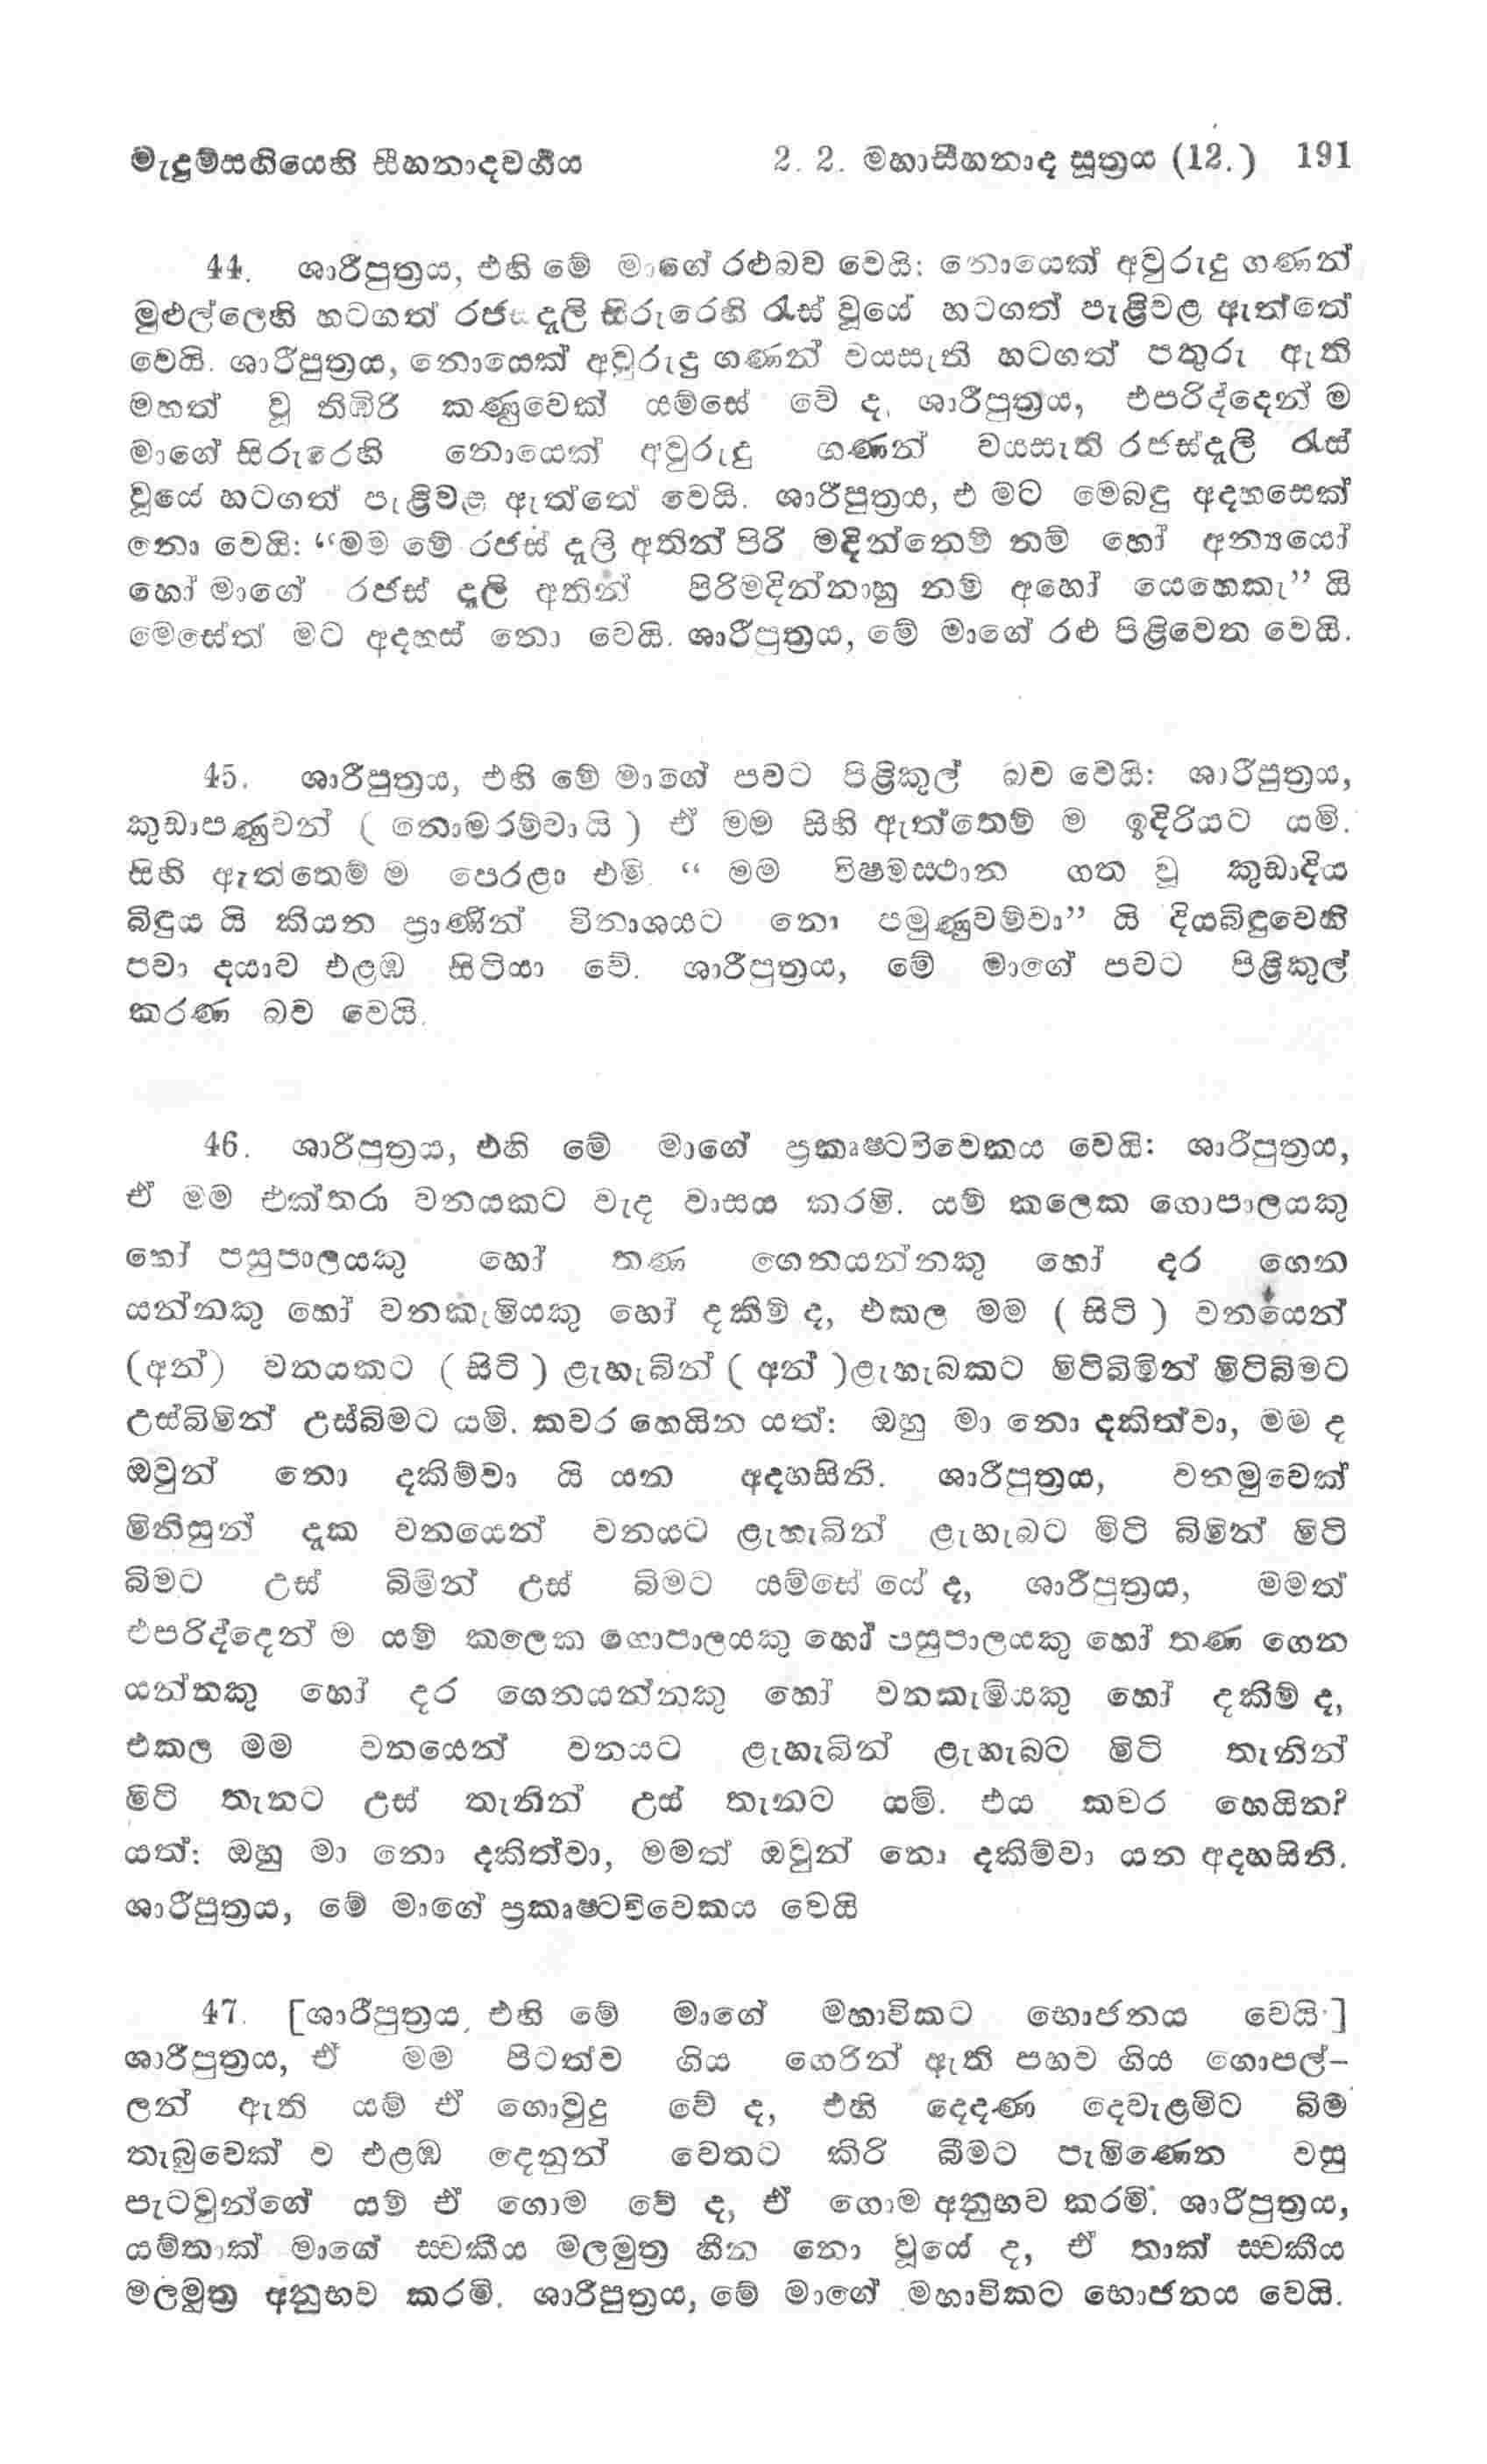 මැදුම්සඟියෙහි සීහනාදවර්ගය 2. 2. මහාසීහනාද සූත්‍රය (12.) 191
44. ශාරීපුත්‍රය, එහි මේ මාගේ රළුබව වෙයි: නොයෙක් අවුරුදු ගණන්
මුළුල්ලෙහි හටගත් රජස් දූලි සිරුරෙහි රැස් වූයේ හටගත් පැළිවළ ඇත්තේ
වෙයි. ශාරීපුත්‍රය, නොයෙක් අවුරුදු ගණන් වයසැති හටගත් පතුරු ඇති
මහත් වූ තිඹිරි කණුවෙක් යම්සේ වේ ද, ශාරීපුත්‍රය, එපරිද්දෙන් ම
මාගේ සිරුරෙහි නොයෙක් අවුරුදු ගණන් වයසැති රජස්දූලි රැස්
වූයේ හටගත් පැළිවළ ඇත්තේ වෙයි. ශාරීපුත්‍රය, එ මට මෙබඳු අදහසෙක්
නො වෙයි: “මම මේ රජස් දූලි අතින් පිරි මදින්නෙම් නම් හෝ අන්‍යයෝ
හෝ මාගේ රජස් දූලි අතින් පිරිමදින්නාහු නම් අහෝ යෙහෙකැ” යි
මෙසේත් මට අදහස් නො වෙයි. ශාරීපුත්‍රය, මේ මාගේ රළු පිළිවෙත වෙයි.
45. ශාරීපුත්‍රය, එහි මේ මාගේ පවට පිළිකුල් බව වෙයි: ශාරීපුත්‍රය,
කුඩාපණුවන් ( නොමරම්වා යි ) ඒ මම සිහි ඇත්තෙම් ම ඉදිරියට යමි.
සිහි ඇත්තෙම් ම පෙරළා එමි. “ මම විෂමස්ථාන ගත වූ කුඩාදිය
බිඳුය යි කියන ප්‍රාණීන් විනාශයට නො පමුණුවම්වා” යි දියබිඳුවෙහි
පවා දයාව එළඹ සිටියා වේ. ශාරීපුත්‍රය, මේ මාගේ පවට පිළිකුල්
කරණ බව වෙයි.
46. ශාරීපුත්‍රය, එහි මේ මාගේ ප්‍රකෘෂ්ටවිවෙකය වෙයි: ශාරීපුත්‍රය,
ඒ මම එක්තරා වනයකට වැද වාසය කරමි. යම් කලෙක ගොපාලයකු
හෝ පසුපාලයකු හෝ තණ ගෙනයන්නකු හෝ දර ගෙන
යන්නකු හෝ වනකැමියකු හෝ දකිම් ද, එකල මම ( සිටි ) වනයෙන්
(අන්) වනයකට ( සිටි ) ළැහැබින් ( අන් )ළැහැබකට මිටිබිමින් මිටිබිමට
උස්බිමින් උස්බිමට යමි. කවර හෙයින යත්: ඔහු මා නො දකිත්වා, මම ද
ඔවුන් නො දකිම්වා යි යන අදහසිනි. ශාරීපුත්‍රය, වනමුවෙක්
මිනිසුන් දැක වනයෙන් වනයට ළැහැබින් ළැහැබට මිටි බිමින් මිටි
බිමට උස් බිමින් උස් බිමට යම්සේ යේ ද, ශාරීපුත්‍රය, මමත්
එපරිද්දෙන් ම යම් කලෙක ගොපාලයකු හෝ පසුපාලයකු හෝ තණ ගෙන
යන්නකු හෝ දර ගෙනයන්නකු හෝ වනකැමියකු හෝ දකිම් ද,
එකල මම වනයෙන් වනයට ළැහැබින් ළැහැබට මිටි තැනින්
මිටි තැනට උස් තැනින් උස් තැනට යමි. එය කවර හෙයින?
යත්: ඔහු මා නො දකිත්වා, මමත් ඔවුන් නො දකිම්වා යන අදහසිනි.
ශාරීපුත්‍රය, මේ මාගේ ප්‍රකෘෂ්ටවිවෙකය වෙයි
47. [ශාරීපුත්‍රය, එහි මේ මාගේ මහාවිකට භොජනය වෙයි.]
ශාරීපුත්‍රය, ඒ මම පිටත්ව ගිය ගෙරින් ඇති පහව ගිය ගොපල්-
ලන් ඇති යම් ඒ ගොවුදු වේ ද, එහි දෙදණ දෙවැළමිට බිම
තැබුවෙක් ව එළඹ දෙනුන් වෙතට කිරි බීමට පැමිණෙන වසු
පැටවුන්ගේ යම් ඒ ගොම වේ ද, ඒ ගොම අනුභව කරමි. ශාරීපුත්‍රය,
යම්තාක් මාගේ ස්වකීය මලමුත්‍ර හීන නො වූයේ ද, ඒ තාක් ස්වකීය
මලමුත්‍ර අනුභව කරමි. ශාරීපුත්‍රය, මේ මාගේ මහාවිකට භොජනය වෙයි.